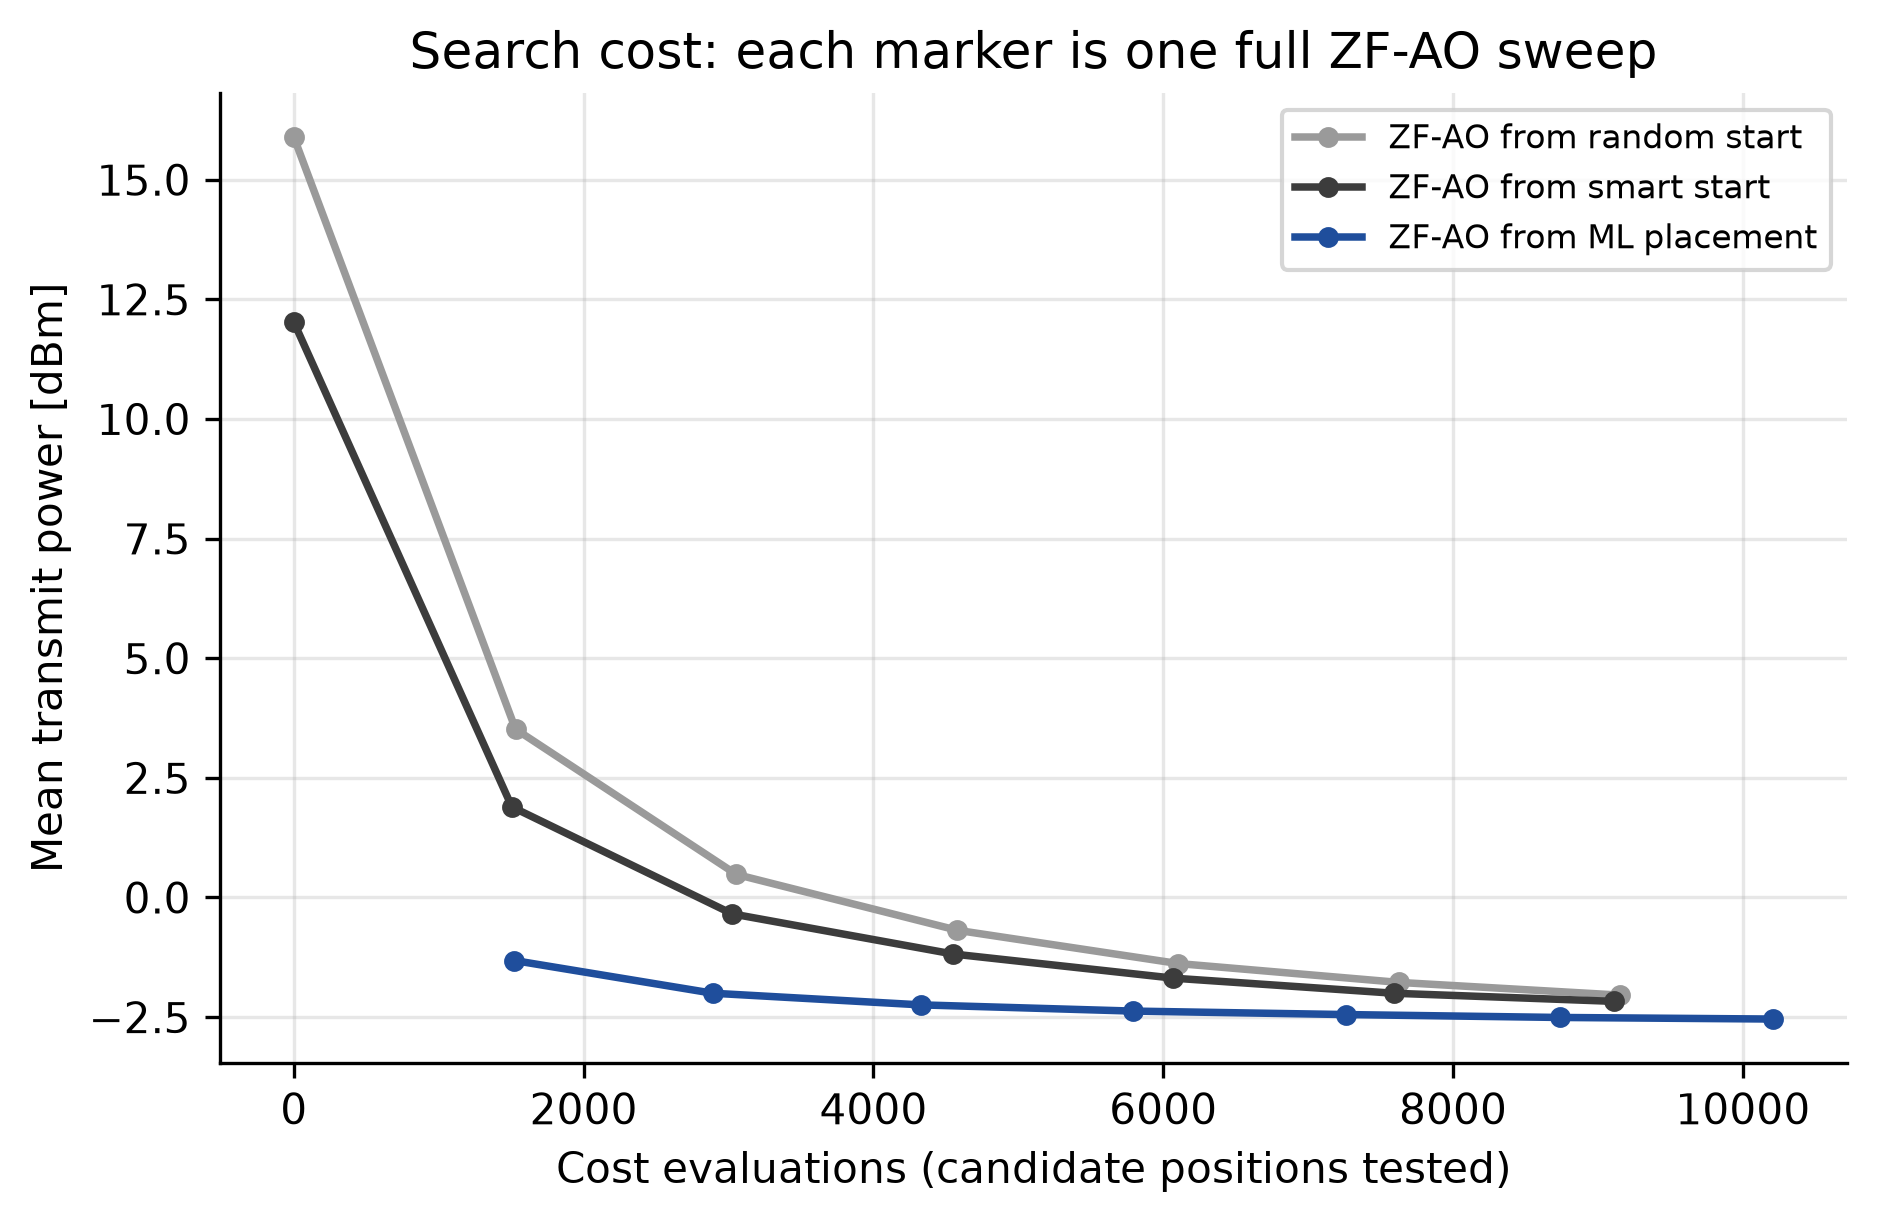 Search cost: each marker is one full ZF-AO sweep
ZF-AO from random start
ZF-AO from smart start
ZF-AO from ML placement
Mean transmit power [dBm]
15.0
12.5
10.0
7.5
5.0
2.5
0.0
−2.5
0 2000 4000 6000 8000 10000
Cost evaluations (candidate positions tested)